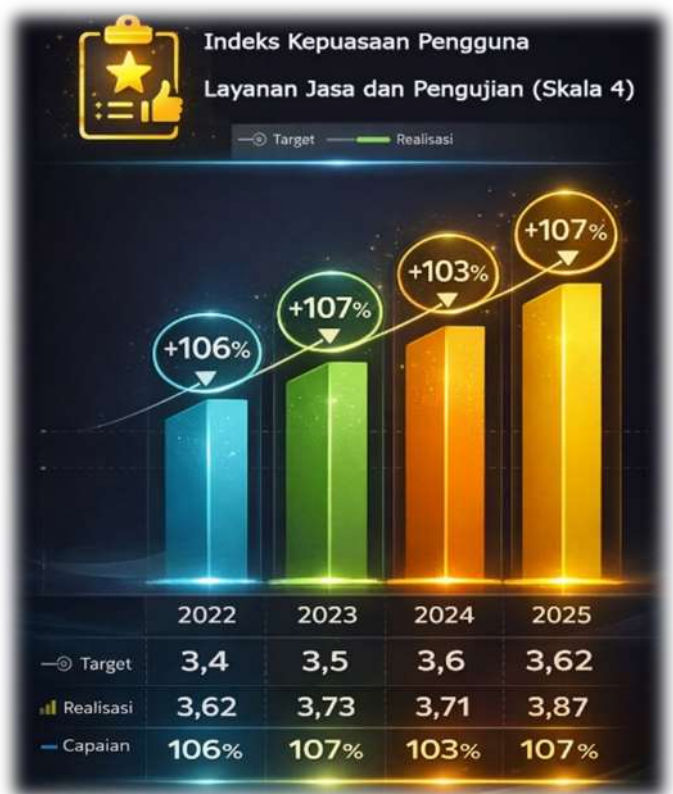 Indeks Kepuasaan Pengguna
Layanan Jasa dan Pengujian (Skala 4)
Target Realisasi
+107%
+103%
+107%
+106%
2022 2023 2024 2025
Target 3,4 3,5 3,6 3,62
Realisasi 3,62 3,73 3,71 3,87
Capaian 106% 107% 103% 107%